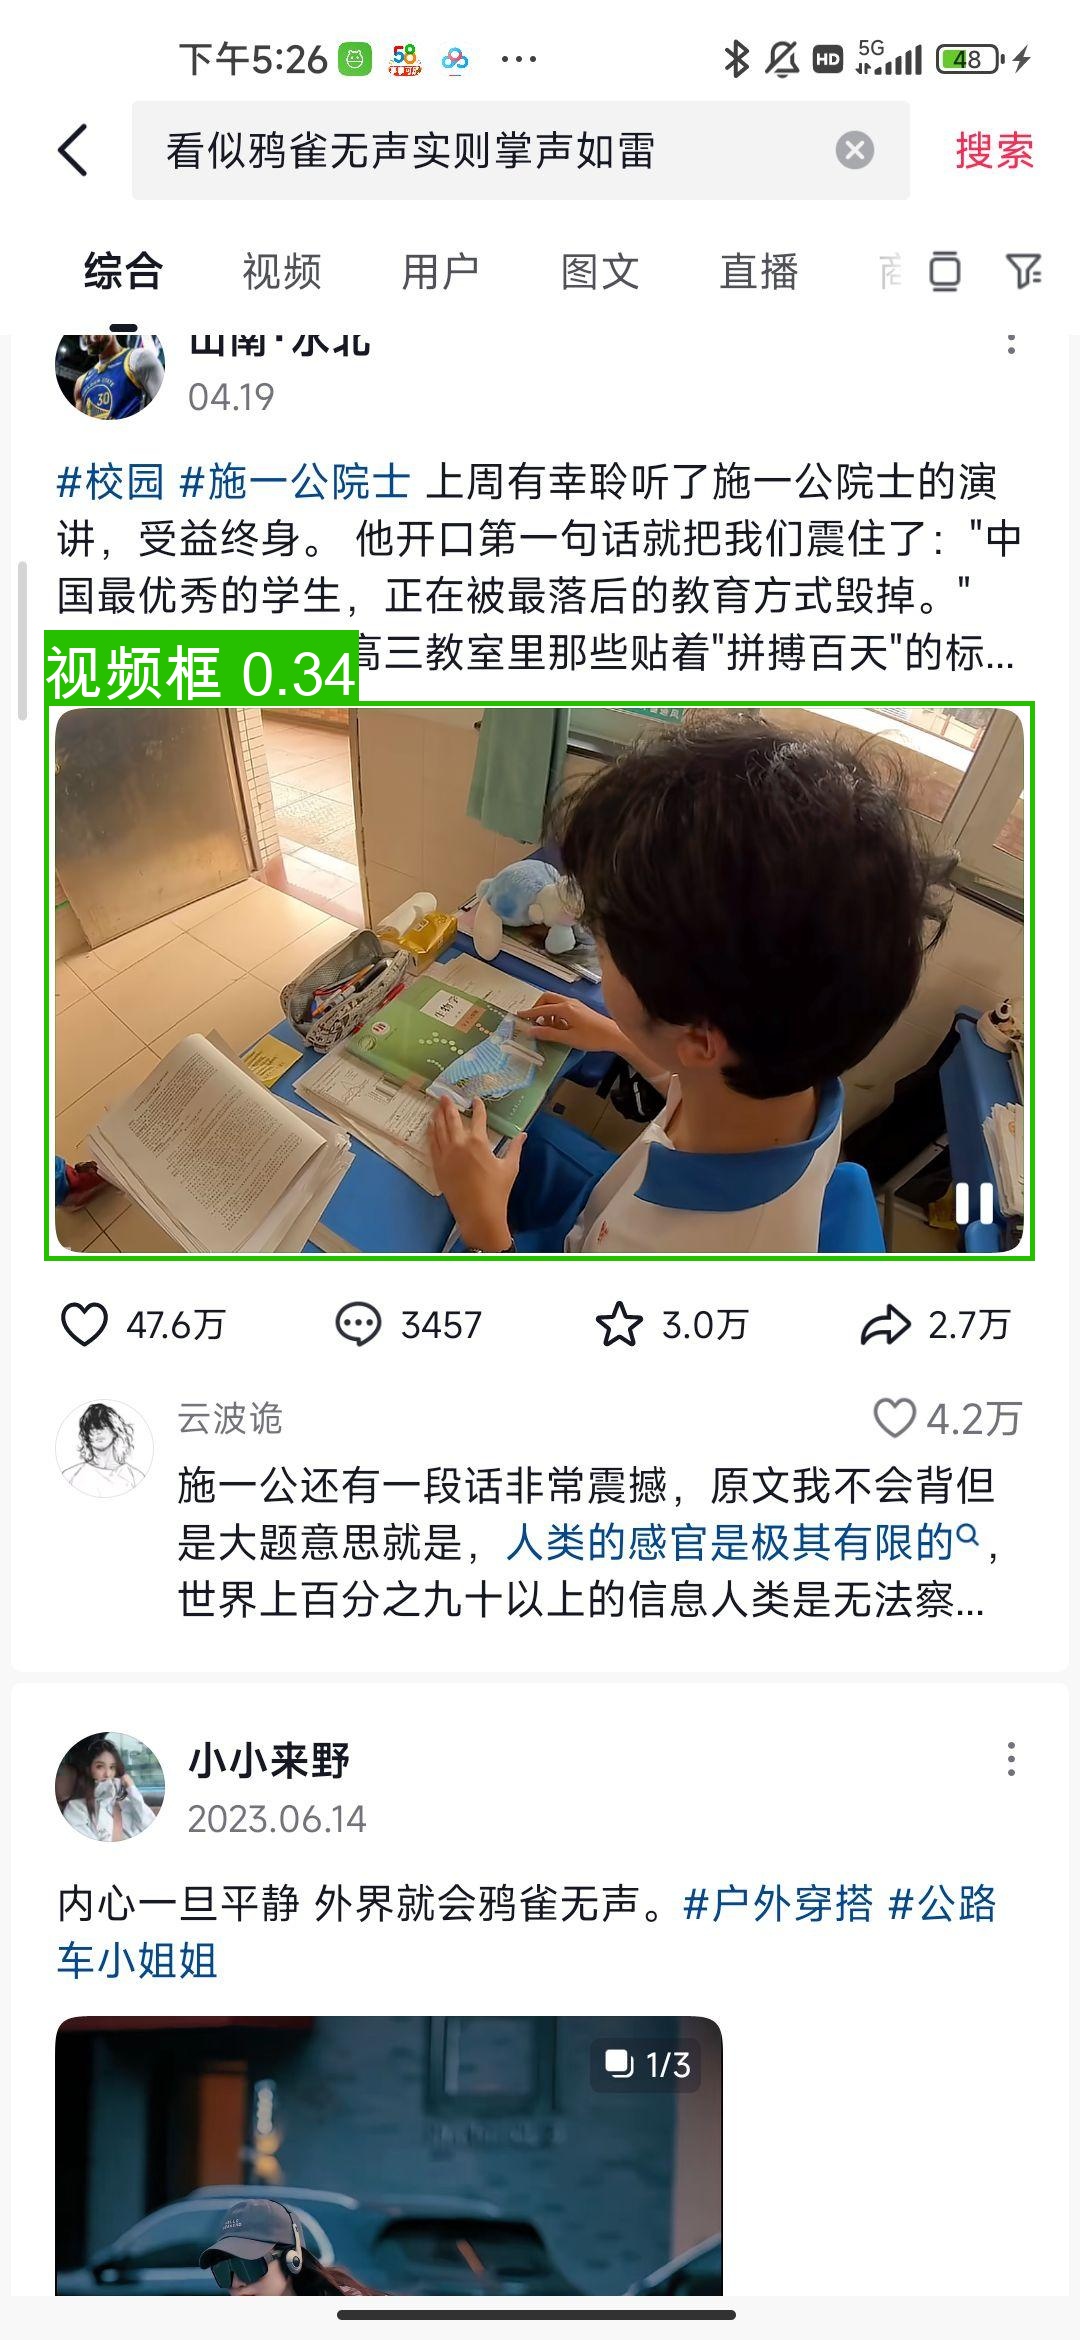 下午5:26 58 ... HD 5G 48
看似鸦雀无声实则掌声如雷 搜索
综合 视频 用户 图文 直播
山南·水北
04.19
#校园 #施一公院士 上周有幸聆听了施一公院士的演
讲，受益终身。 他开口第一句话就把我们震住了："中
国最优秀的学生，正在被最落后的教育方式毁掉。"
高三教室里那些贴着"拼搏百天"的标...
视频框 0.34
生物学
47.6万 3457 3.0万 2.7万
云波诡 4.2万
施一公还有一段话非常震撼，原文我不会背但
是大题意思就是，人类的感官是极其有限的，
世界上百分之九十以上的信息人类是无法察...
小小来野
2023.06.14
内心一旦平静 外界就会鸦雀无声。#户外穿搭 #公路
车小姐姐
1/3